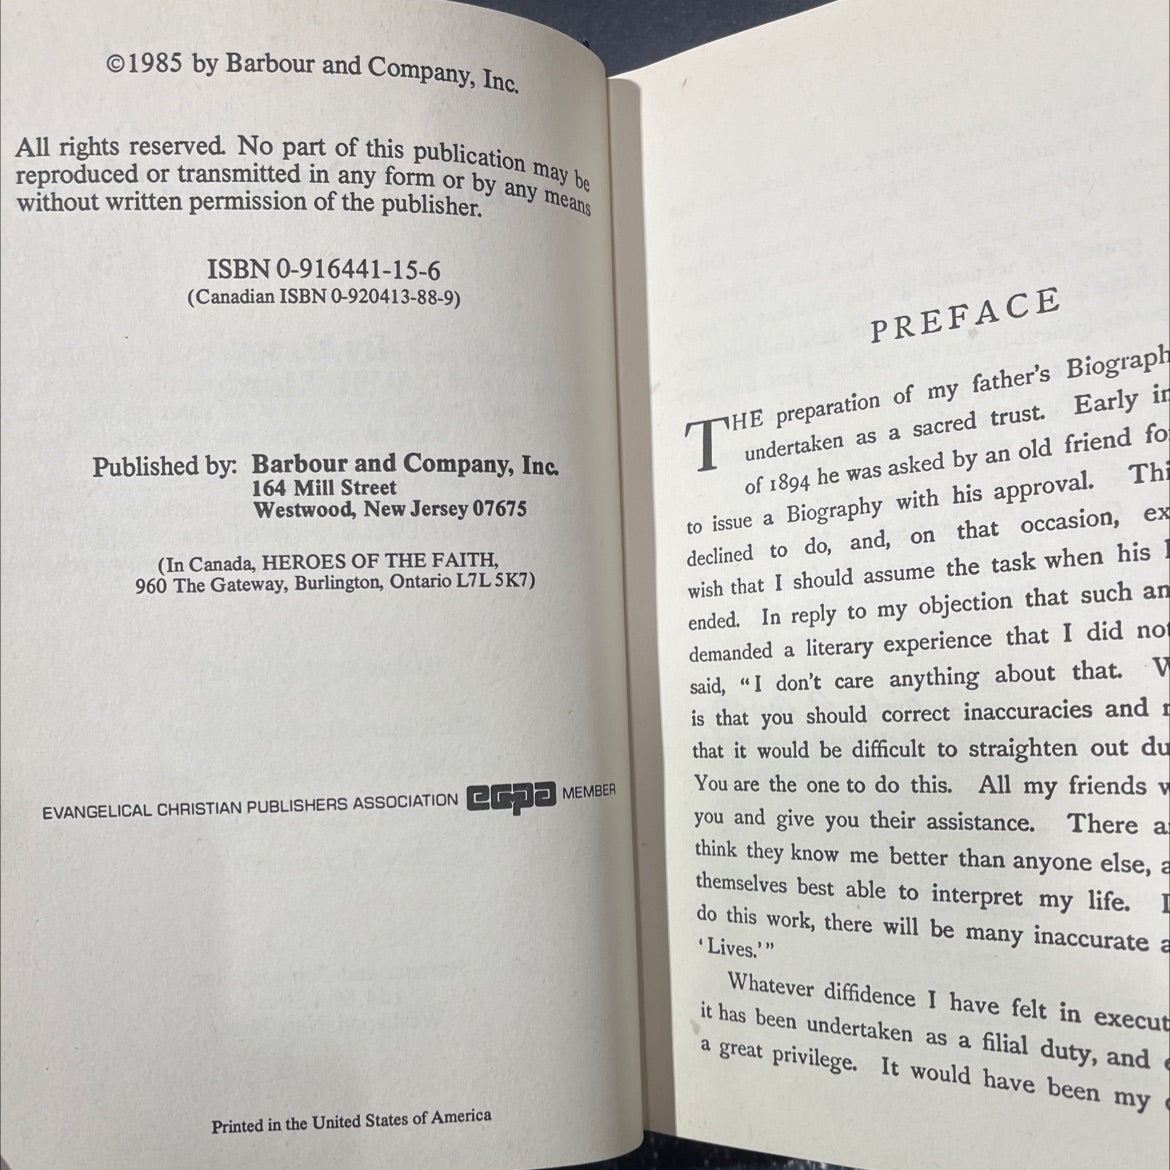 ©1985 by Barbour and Company, Inc.
All rights reserved. No part of this publication may be
reproduced or transmitted in any form or by any means
without written permission of the publisher.
ISBN 0-916441-15-6
(Canadian ISBN 0-920413-88-9)
Published by: Barbour and Company, Inc.
164 Mill Street
Westwood, New Jersey 07675
(In Canada, HEROES OF THE FAITH,
960 The Gateway, Burlington, Ontario L7L 5K7)
EVANGELICAL CHRISTIAN PUBLISHERS ASSOCIATION ecpa MEMBER
Printed in the United States of America
PREFACE
THE preparation of my father's Biograph
undertaken as a sacred trust. Early in
of 1894 he was asked by an old friend fo
to issue a Biography with his approval. Thi
declined to do, and, on that occasion, ex
wish that I should assume the task when his
ended. In reply to my objection that such an
demanded a literary experience that I did not
said, "I don't care anything about that. W
is that you should correct inaccuracies and
that it would be difficult to straighten out du
You are the one to do this. All my friends w
you and give you their assistance. There a
think they know me better than anyone else, a
themselves best able to interpret my life. I
do this work, there will be many inaccurate a
'Lives.'"
Whatever diffidence I have felt in execut
it has been undertaken as a filial duty, and
a great privilege. It would have been my